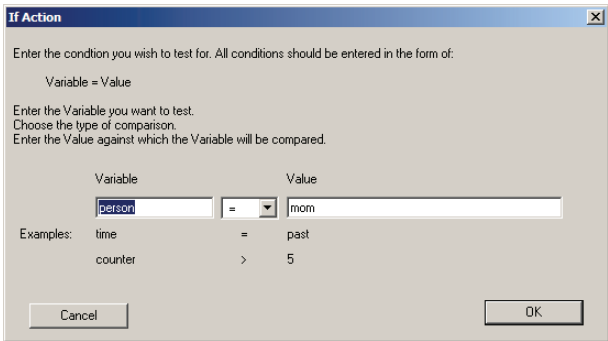 If Action
Enter the condtion you wish to test for. All conditions should be entered in the form of:
Variable = Value
Enter the Variable you want to test.
Choose the type of comparison.
Enter the Value against which the Variable will be compared.
Variable Value
person = mom
Examples: time = past
counter > 5
Cancel OK